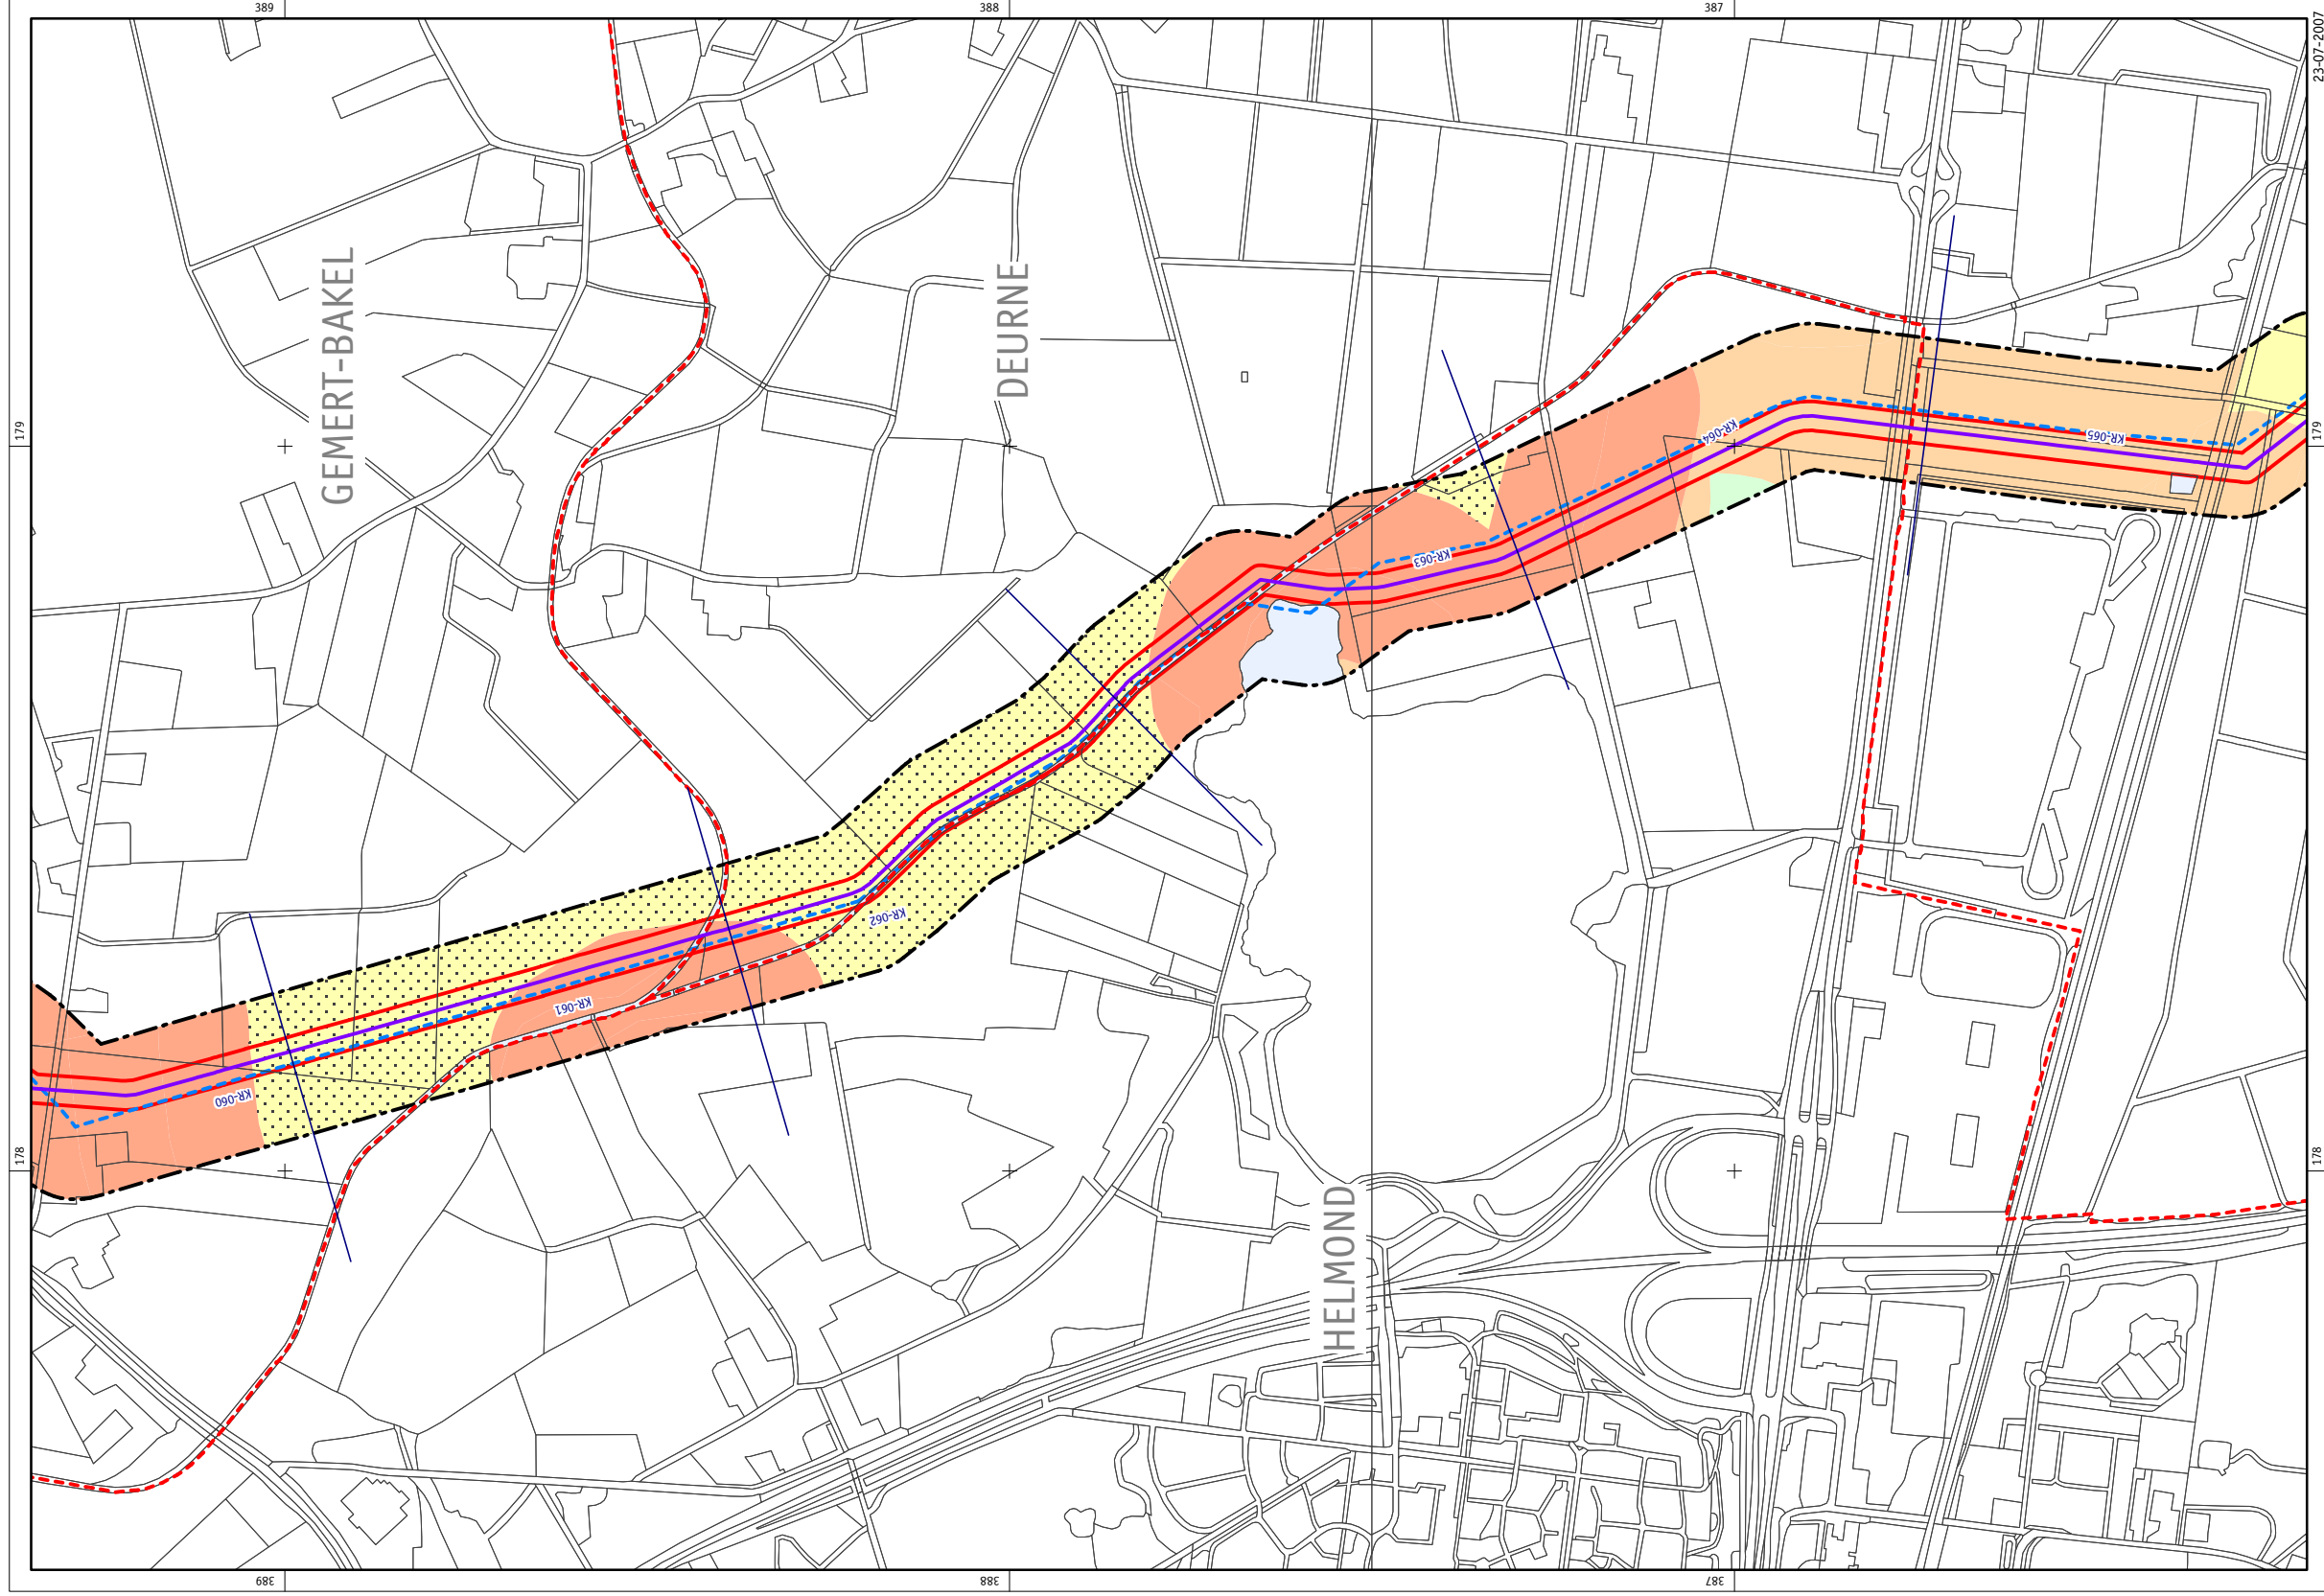 389
388
387
23-07-2007
GEMERT-BAKEL
DEURNE
179
179
KR-064
KR-065
KR-063
KR-062
KR-061
KR-060
178
178
HELMOND
389
388
387